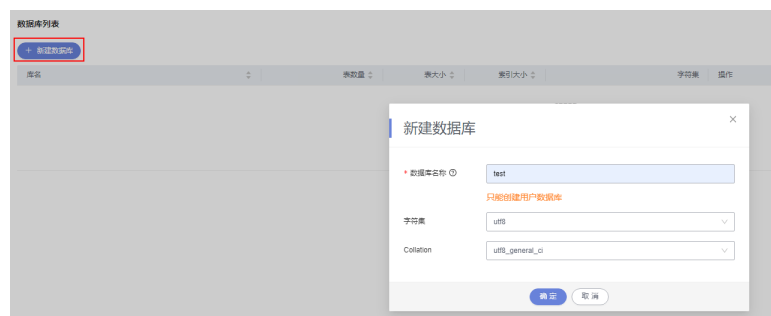 数据库列表
+ 新建数据库
库名 表数量 表大小 索引大小 字符集 操作
新建数据库
* 数据库名称 test
只能创建用户数据库
字符集 utf8
Collation utf8_general_ci
确定 取消